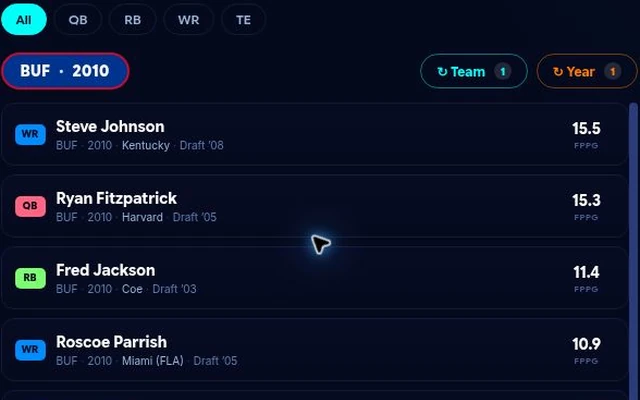 All QB RB WR TE
BUF · 2010 ↻ Team 1 ↻ Year 1
WR Steve Johnson 15.5
BUF · 2010 · Kentucky · Draft '08 FPPG
QB Ryan Fitzpatrick 15.3
BUF · 2010 · Harvard · Draft '05 FPPG
RB Fred Jackson 11.4
BUF · 2010 · Coe · Draft '03 FPPG
WR Roscoe Parrish 10.9
BUF · 2010 · Miami (FLA) · Draft '05 FPPG